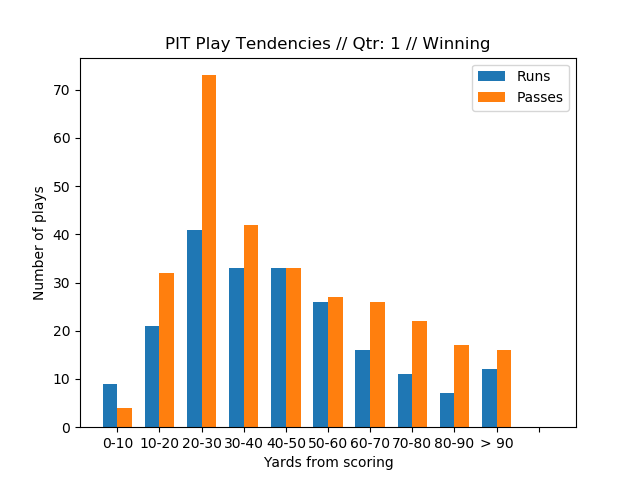 PIT Play Tendencies // Qtr: 1 // Winning
Runs
Passes
Number of plays
70
60
50
40
30
20
10
0
0-10 10-20 20-30 30-40 40-50 50-60 60-70 70-80 80-90 > 90
Yards from scoring